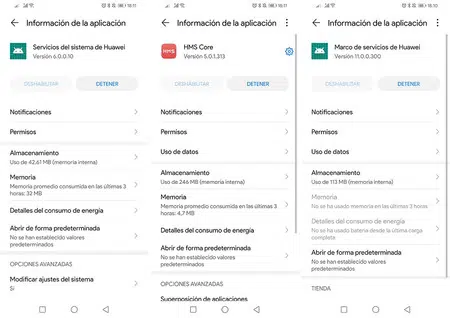 18:11
Información de la aplicación
Servicios del sistema de Huawei
Versión 6.0.0.10
DESHABILITAR
DETENER
Notificaciones
Permisos
Almacenamiento
Uso de 42,61 MB (memoria interna)
Memoria
Memoria promedio consumida en las últimas 3
horas: 32 MB
Detalles del consumo de energía
Abrir de forma predeterminada
No se han establecido valores
predeterminados
OPCIONES AVANZADAS
Modificar ajustes del sistema
Sí
18:11
Información de la aplicación
HMS
HMS Core
Versión 5.0.1.313
DESHABILITAR
DETENER
Notificaciones
Permisos
Uso de datos
Almacenamiento
Uso de 246 MB (memoria interna)
Memoria
Memoria promedio consumida en las últimas 3
horas: 4,7 MB
Detalles del consumo de energía
Abrir de forma predeterminada
No se han establecido valores
predeterminados
OPCIONES AVANZADAS
Superposición de aplicaciones
18:10
Información de la aplicación
Marco de servicios de Huawei
Versión 11.0.0.300
DESHABILITAR
DETENER
Notificaciones
Permisos
Uso de datos
Almacenamiento
Uso de 113 MB (memoria interna)
Memoria
No se ha usado memoria en las últimas 3 horas.
Detalles del consumo de energía
No se ha usado batería desde la última carga
completa.
Abrir de forma predeterminada
No se han establecido valores
predeterminados
TIENDA